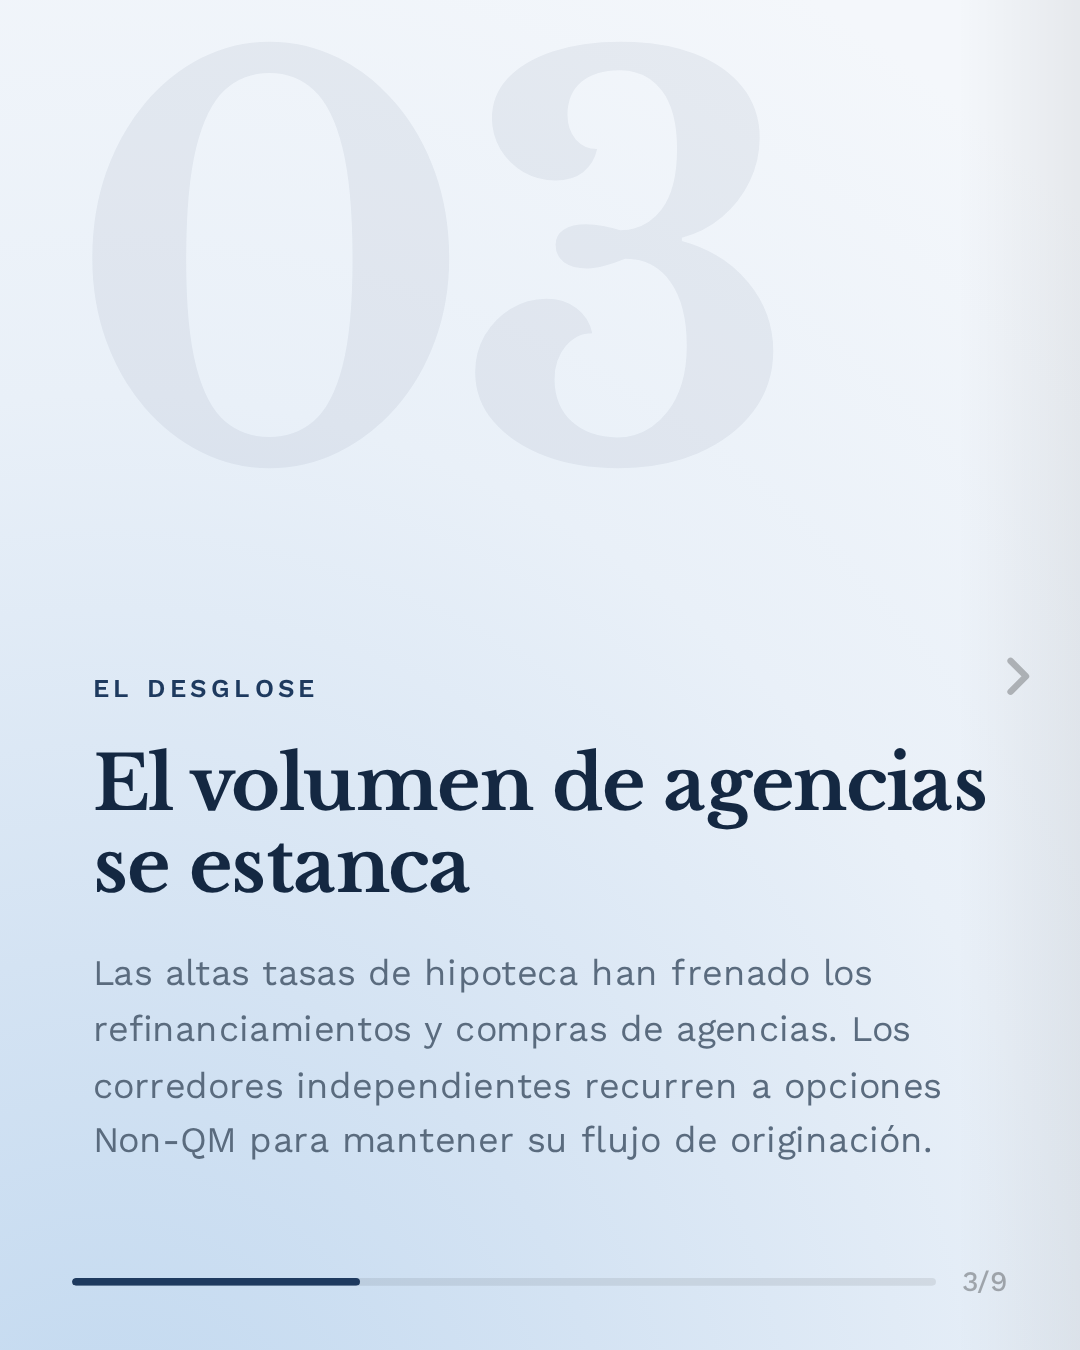 03
EL DESGLOSE
El volumen de agencias
se estanca
Las altas tasas de hipoteca han frenado los
refinanciamientos y compras de agencias. Los
corredores independientes recurren a opciones
Non-QM para mantener su flujo de originación.
3/9